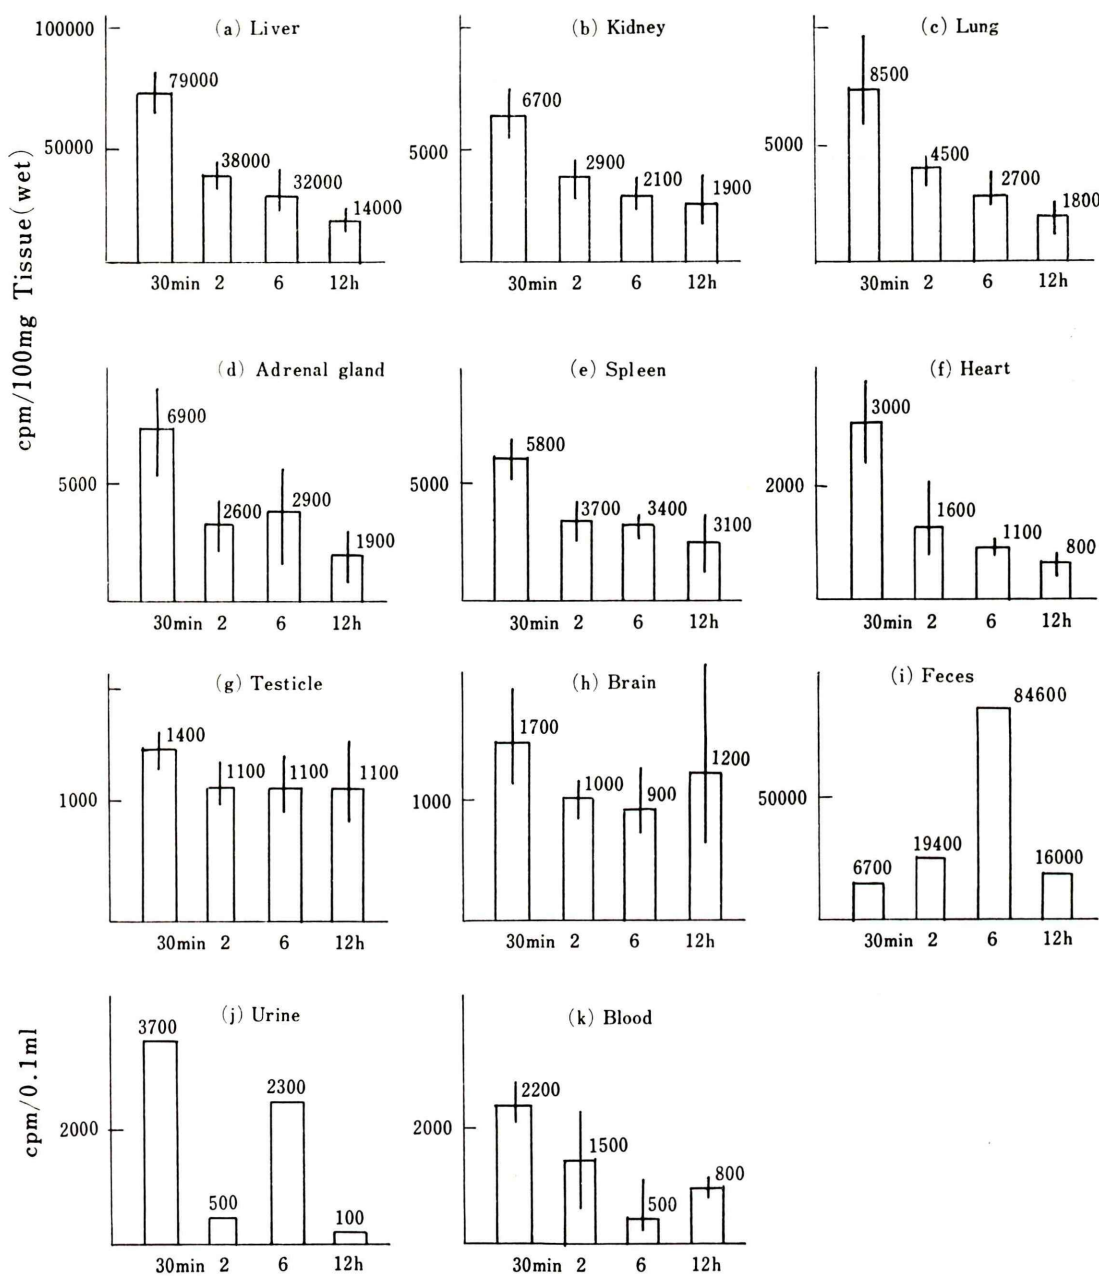 cpm/100mg Tissue(wet)
(a) Liver
100000
50000
79000
38000
32000
14000
30min 2 6 12h
(b) Kidney
5000
6700
2900
2100
1900
30min 2 6 12h
(c) Lung
5000
8500
4500
2700
1800
30min 2 6 12h
(d) Adrenal gland
5000
6900
2600
2900
1900
30min 2 6 12h
(e) Spleen
5000
5800
3700
3400
3100
30min 2 6 12h
(f) Heart
2000
3000
1600
1100
800
30min 2 6 12h
(g) Testicle
1000
1400
1100
1100
1100
30min 2 6 12h
(h) Brain
1000
1700
1000
900
1200
30min 2 6 12h
(i) Feces
50000
6700
19400
84600
16000
30min 2 6 12h
cpm/0.1ml
(j) Urine
2000
3700
500
2300
100
30min 2 6 12h
(k) Blood
2000
2200
1500
500
800
30min 2 6 12h